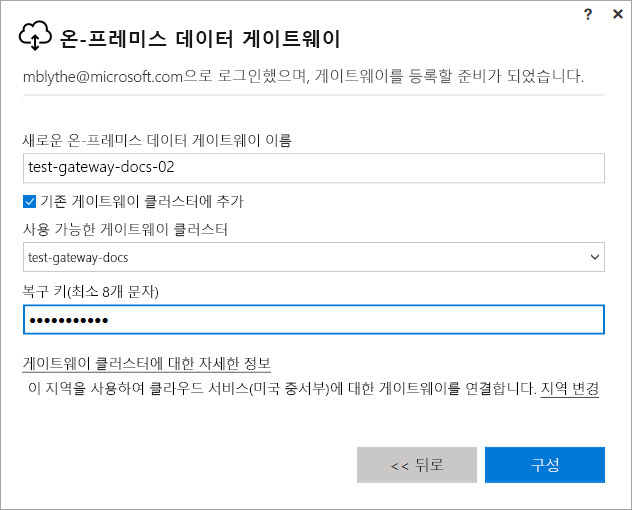 ? ×
온-프레미스 데이터 게이트웨이
mblythe@microsoft.com으로 로그인했으며, 게이트웨이를 등록할 준비가 되었습니다.
새로운 온-프레미스 데이터 게이트웨이 이름
test-gateway-docs-02
기존 게이트웨이 클러스터에 추가
사용 가능한 게이트웨이 클러스터
test-gateway-docs
복구 키(최소 8개 문자)
●●●●●●●●●●●
게이트웨이 클러스터에 대한 자세한 정보
이 지역을 사용하여 클라우드 서비스(미국 중서부)에 대한 게이트웨이를 연결합니다. 지역 변경
<< 뒤로 구성